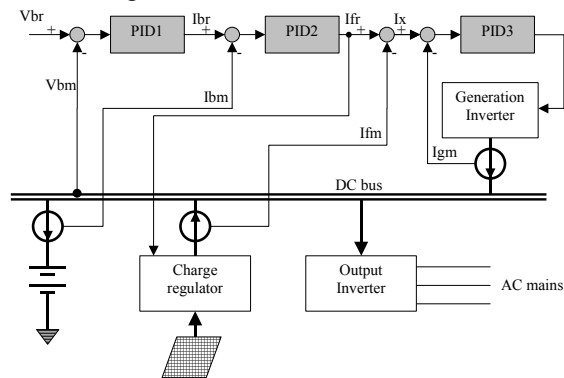 Vbr
+
-
PID1
Ibr
+
-
PID2
Ifr
+
-
Ix
+
-
PID3
Vbm
Ibm
Ifm
Igm
Generation
Inverter
DC bus
Charge
regulator
Output
Inverter
AC mains